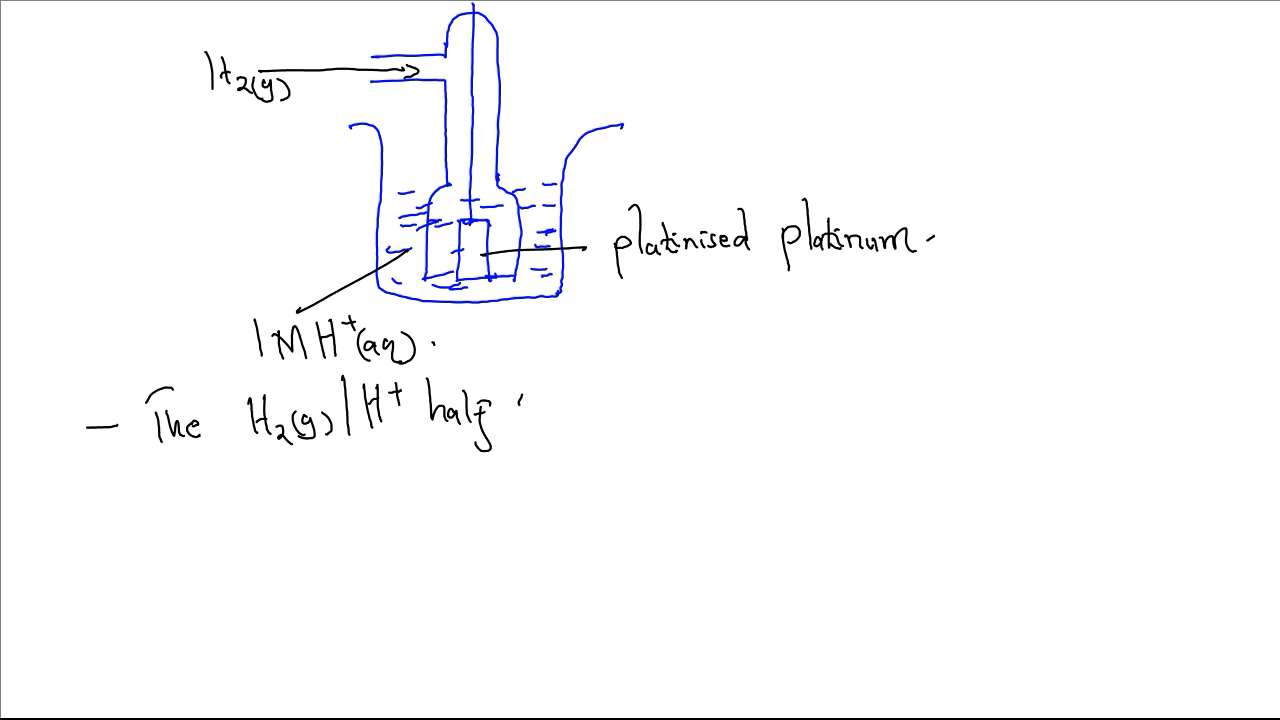 H₂(g)
platinised platinum.
1M H⁺(aq).
- The H₂(g)/H⁺ half